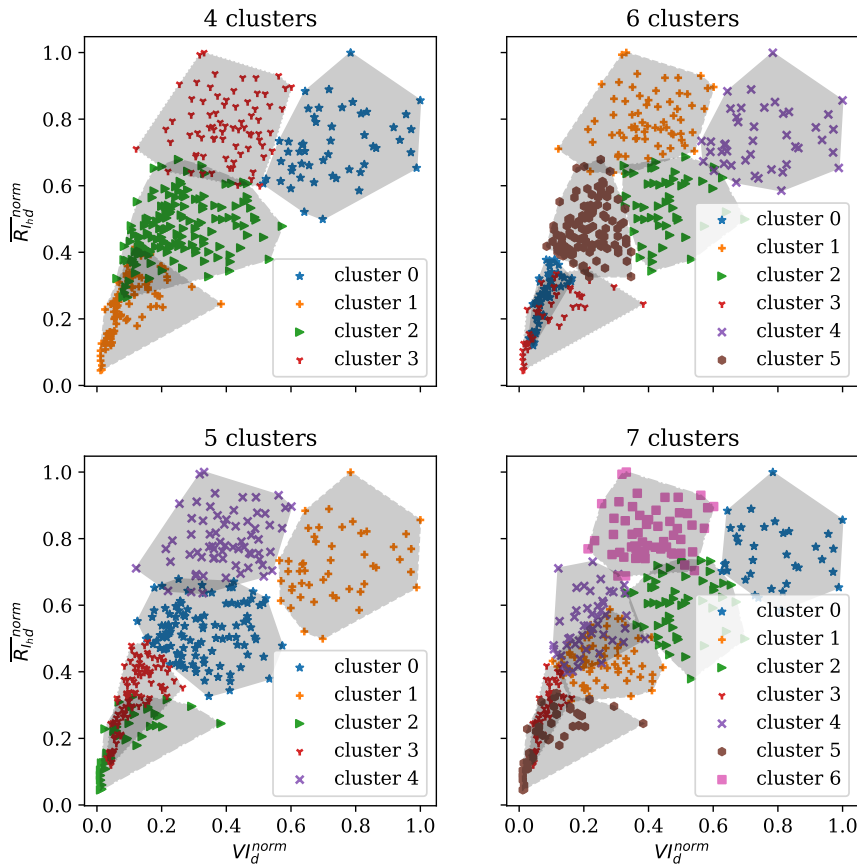 4 clusters
6 clusters
1.0
0.8
0.6
0.4
0.2
0.0
$\overline{R_{I_h d}}^{norm}$
cluster 0
cluster 1
cluster 2
cluster 3
cluster 0
cluster 1
cluster 2
cluster 3
cluster 4
cluster 5
5 clusters
7 clusters
1.0
0.8
0.6
0.4
0.2
0.0
$\overline{R_{I_h d}}^{norm}$
cluster 0
cluster 1
cluster 2
cluster 3
cluster 4
cluster 0
cluster 1
cluster 2
cluster 3
cluster 4
cluster 5
cluster 6
0.0 0.2 0.4 0.6 0.8 1.0
0.0 0.2 0.4 0.6 0.8 1.0
$VI_d^{norm}$
$VI_d^{norm}$